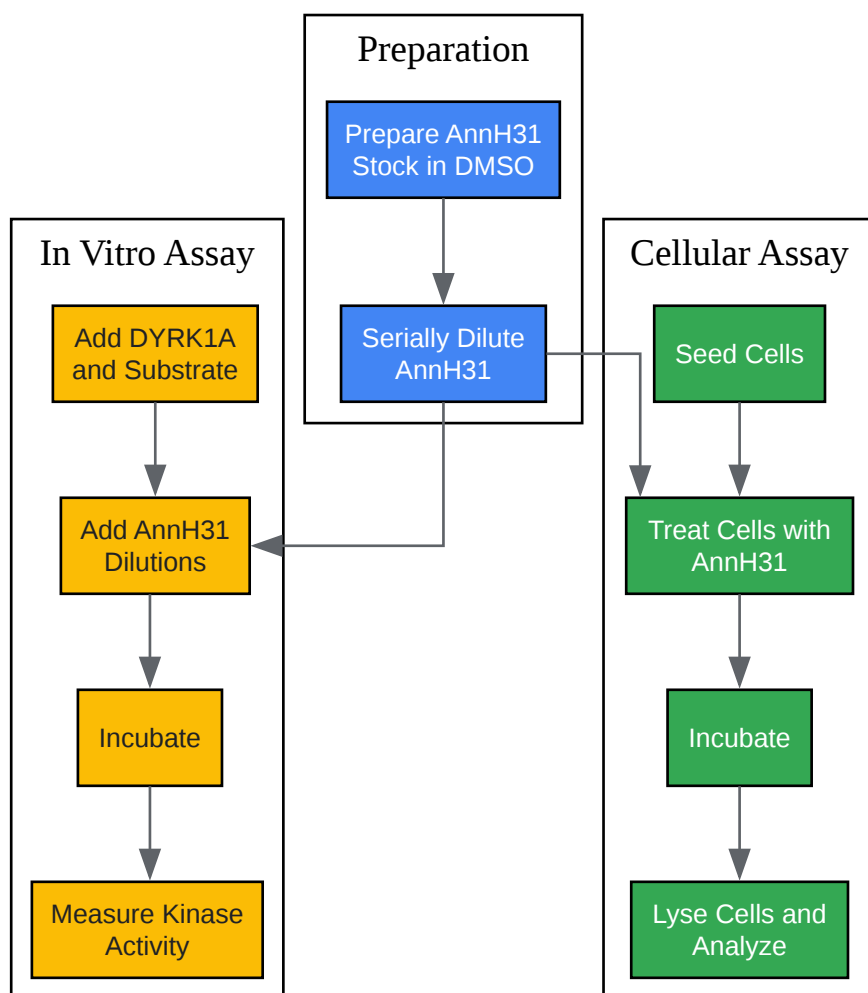 Preparation
Prepare AnnH31
Stock in DMSO
Serially Dilute
AnnH31
In Vitro Assay
Add DYRK1A
and Substrate
Add AnnH31
Dilutions
Incubate
Measure Kinase
Activity
Cellular Assay
Seed Cells
Treat Cells with
AnnH31
Incubate
Lyse Cells and
Analyze